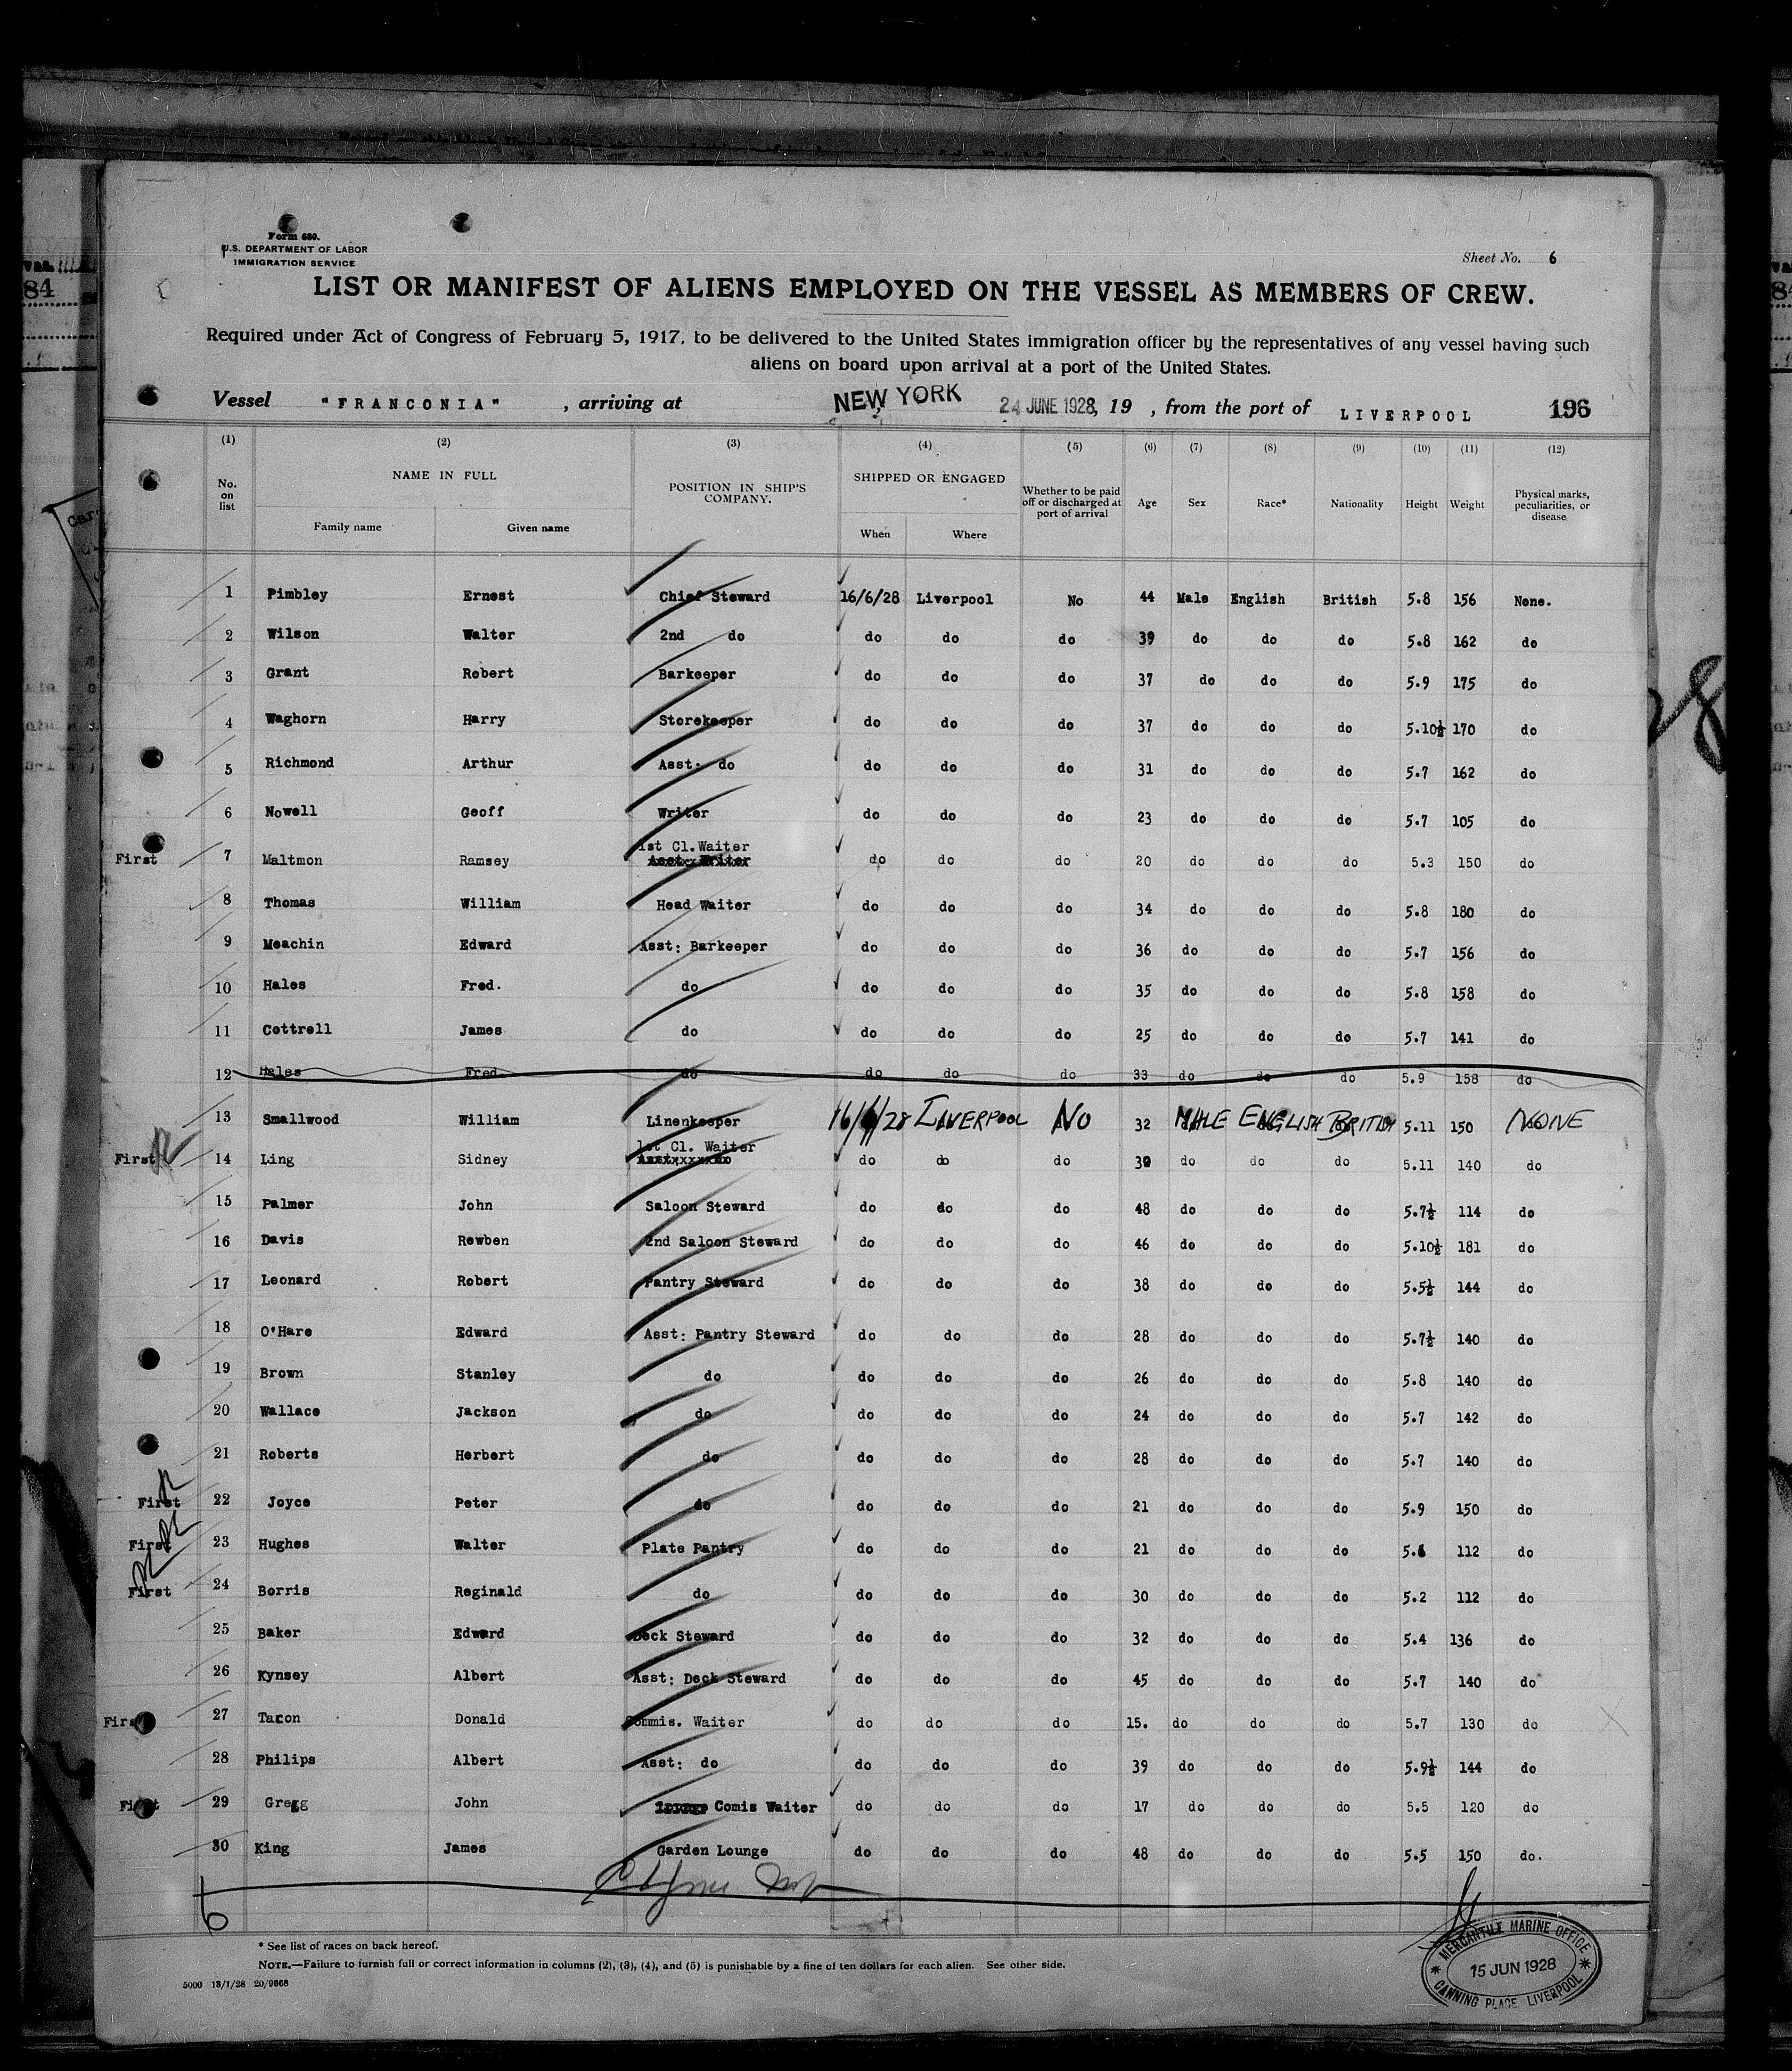 Form 680.
U.S. DEPARTMENT OF LABOR
IMMIGRATION SERVICE
Sheet No. 6
LIST OR MANIFEST OF ALIENS EMPLOYED ON THE VESSEL AS MEMBERS OF CREW.
Required under Act of Congress of February 5, 1917, to be delivered to the United States immigration officer by the representatives of any vessel having such
aliens on board upon arrival at a port of the United States.
Vessel "FRANCONIA", arriving at NEW YORK 24 JUNE 1928, 19 , from the port of LIVERPOOL 196
(1) (2) (3) (4) (5) (6) (7) (8) (9) (10) (11) (12)
No. on list NAME IN FULL Family name Given name POSITION IN SHIP'S COMPANY. SHIPPED OR ENGAGED When Where Whether to be paid off or discharged at port of arrival Age Sex Race* Nationality Height Weight Physical marks, peculiarities, or disease
1 Pimbley Ernest Chief Steward 16/6/28 Liverpool No 44 Male English British 5.8 156 None.
2 Wilson Walter 2nd do do do do 39 do do do 5.8 162 do
3 Grant Robert Barkeeper do do do 37 do do do 5.9 175 do
4 Waghorn Harry Storekeeper do do do 37 do do do 5.10½ 170 do
5 Richmond Arthur Asst: do do do do 31 do do do 5.7 162 do
6 Nowell Geoff Writer do do do 23 do do do 5.7 105 do
First 7 Maltmon Ramsey 1st Cl.Waiter do do do 20 do do do 5.3 150 do
8 Thomas William Head Waiter do do do 34 do do do 5.8 180 do
9 Meachin Edward Asst: Barkeeper do do do 36 do do do 5.7 156 do
10 Hales Fred. do do do do 35 do do do 5.8 158 do
11 Cottrell James do do do do 25 do do do 5.7 141 do
12 Hales Fred. do do do do 33 do do do 5.9 158 do
13 Smallwood William Linenkeeper 16/6/28 LIVERPOOL NO 32 MALE ENGLISH BRITISH 5.11 150 NONE
First 14 Ling Sidney 1st Cl. Waiter do do do 30 do do do 5.11 140 do
15 Palmer John Saloon Steward do do do 48 do do do 5.7½ 114 do
16 Davis Rewben 2nd Saloon Steward do do do 46 do do do 5.10½ 181 do
17 Leonard Robert Pantry Steward do do do 38 do do do 5.5½ 144 do
18 O'Hare Edward Asst: Pantry Steward do do do 28 do do do 5.7½ 140 do
19 Brown Stanley do do do do 26 do do do 5.8 140 do
20 Wallace Jackson do do do do 24 do do do 5.7 142 do
21 Roberts Herbert do do do do 28 do do do 5.7 140 do
First 22 Joyce Peter do do do do 21 do do do 5.9 150 do
First 23 Hughes Walter Plate Pantry do do do 21 do do do 112 do
First 24 Borris Reginald do do do do 30 do do do 5.2 112 do
25 Baker Edward Deck Steward do do do 32 do do do 5.4 136 do
26 Kynsey Albert Asst: Deck Steward do do do 45 do do do 5.7 140 do
First 27 Tacon Donald Commis. Waiter do do do 15. do do do 5.7 130 do
28 Philips Albert Asst: do do do do 39 do do do 5.9½ 144 do
First 29 Gregg John Comis Waiter do do do 17 do do do 5.5 120 do
30 King James Garden Lounge do do do 48 do do do 5.5 150 do.
* See list of races on back hereof.
NOTE.—Failure to furnish full or correct information in columns (2), (3), (4), and (5) is punishable by a fine of ten dollars for each alien. See other side.
5000 13/1/28 20/9668
MERCANTILE MARINE OFFICE
15 JUN 1928
CANNING PLACE LIVERPOOL